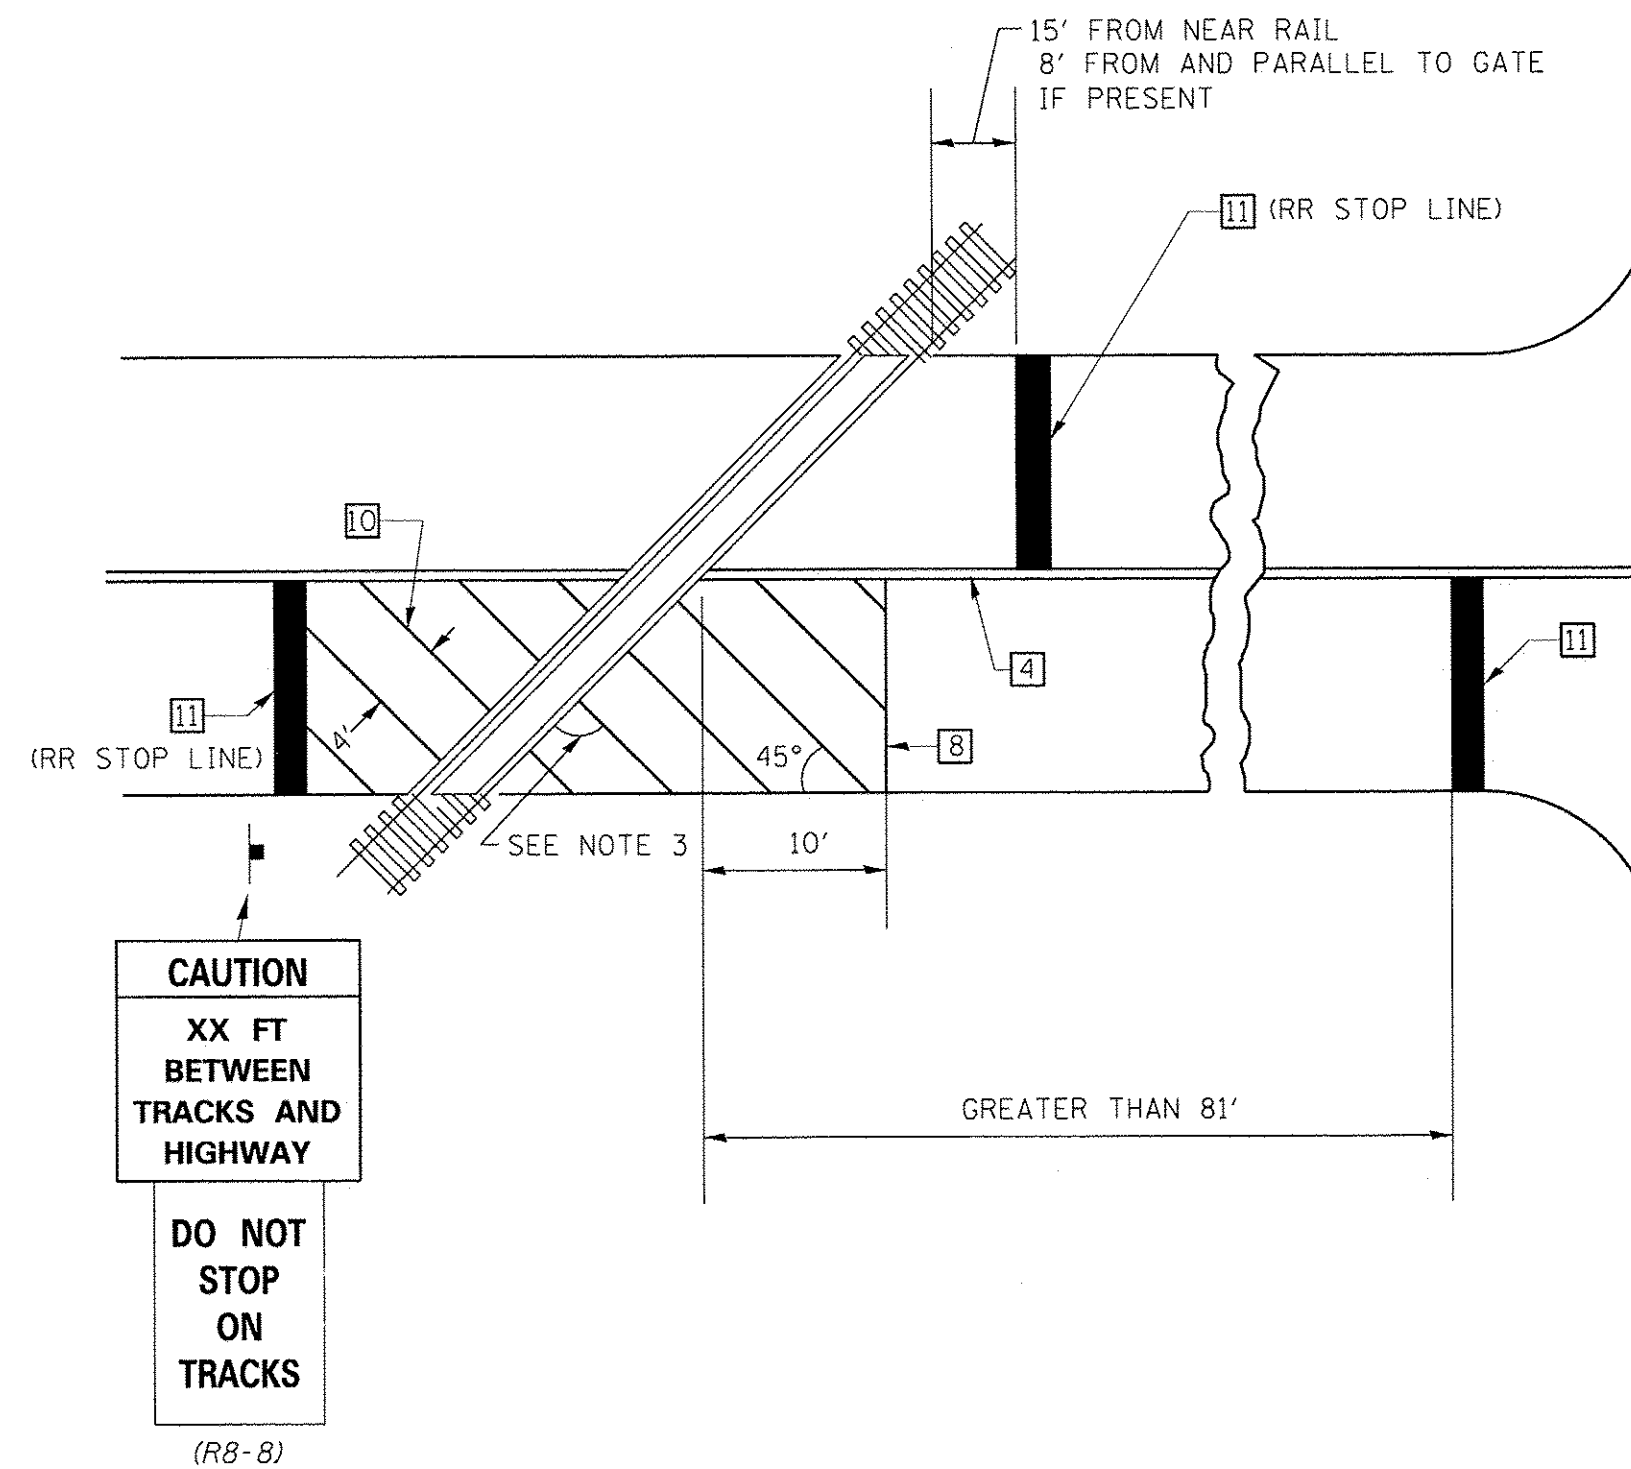 15' FROM NEAR RAIL
8' FROM AND PARALLEL TO GATE
IF PRESENT
11 (RR STOP LINE)
10
4
11
11
(RR STOP LINE)
4'
45°
8
SEE NOTE 3
10'
CAUTION
XX FT
BETWEEN
TRACKS AND
HIGHWAY
GREATER THAN 81'
DO NOT
STOP
ON
TRACKS
(R8-8)